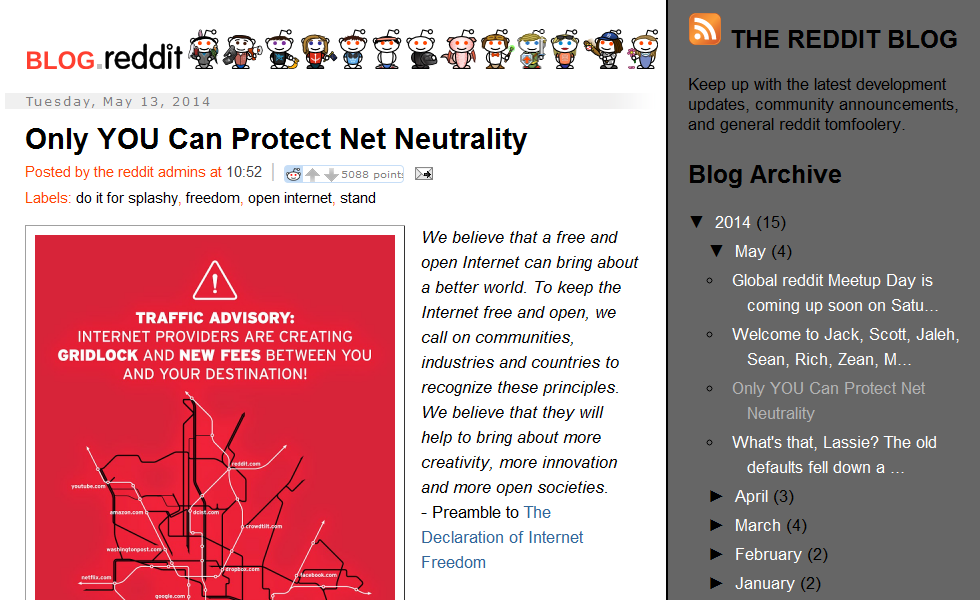 BLOG.reddit
Tuesday, May 13, 2014
Only YOU Can Protect Net Neutrality
Posted by the reddit admins at 10:52
5088 points
Labels: do it for splashy, freedom, open internet, stand
TRAFFIC ADVISORY:
INTERNET PROVIDERS ARE CREATING
GRIDLOCK AND NEW FEES BETWEEN YOU
AND YOUR DESTINATION!
reddit.com
youtube.com
amazon.com
dcist.com
crowdtilt.com
washingtonpost.com
dropbox.com
netflix.com
facebook.com
google.com
We believe that a free and
open Internet can bring about
a better world. To keep the
Internet free and open, we
call on communities,
industries and countries to
recognize these principles.
We believe that they will
help to bring about more
creativity, more innovation
and more open societies.
- Preamble to The
Declaration of Internet
Freedom
THE REDDIT BLOG
Keep up with the latest development
updates, community announcements,
and general reddit tomfoolery.
Blog Archive
▼ 2014 (15)
▼ May (4)
Global reddit Meetup Day is
coming up soon on Satu...
Welcome to Jack, Scott, Jaleh,
Sean, Rich, Zean, M...
Only YOU Can Protect Net
Neutrality
What's that, Lassie? The old
defaults fell down a ...
► April (3)
► March (4)
► February (2)
► January (2)